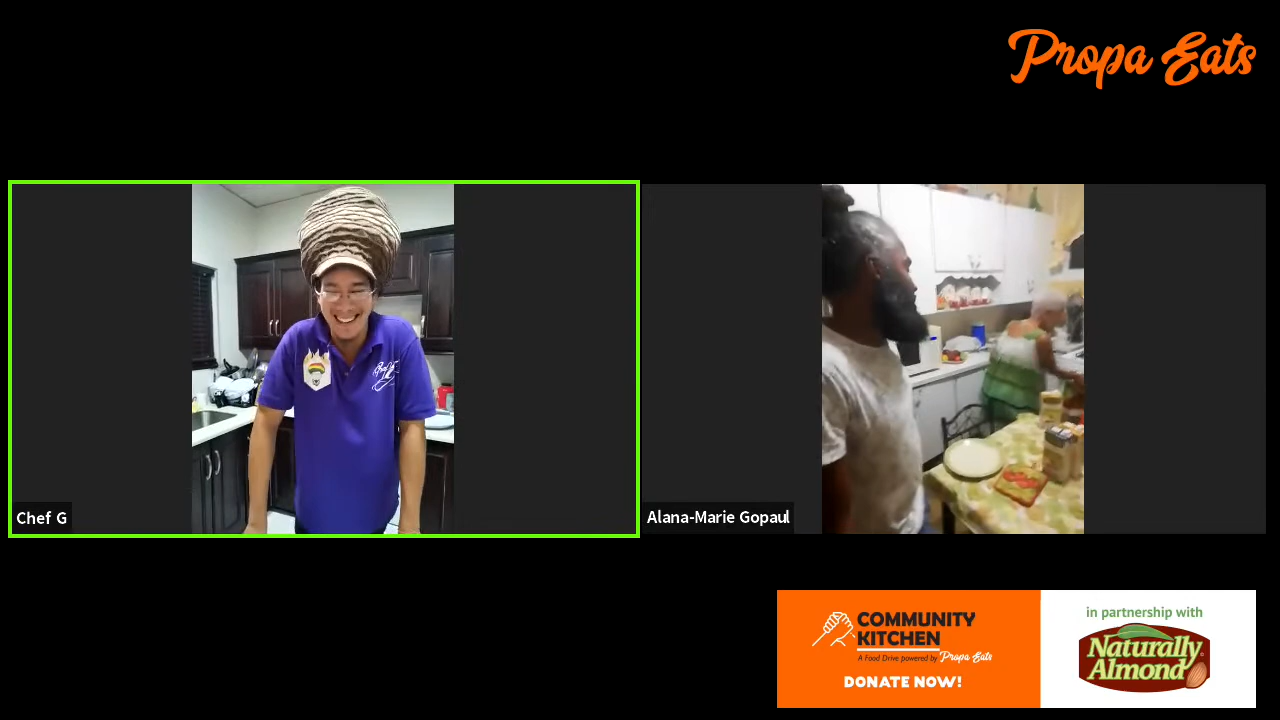 Propa Eats
Chef G
Alana-Marie Gopaul
COMMUNITY
KITCHEN
A Food Drive powered by Propa Eats
DONATE NOW!
in partnership with
Naturally
Almond